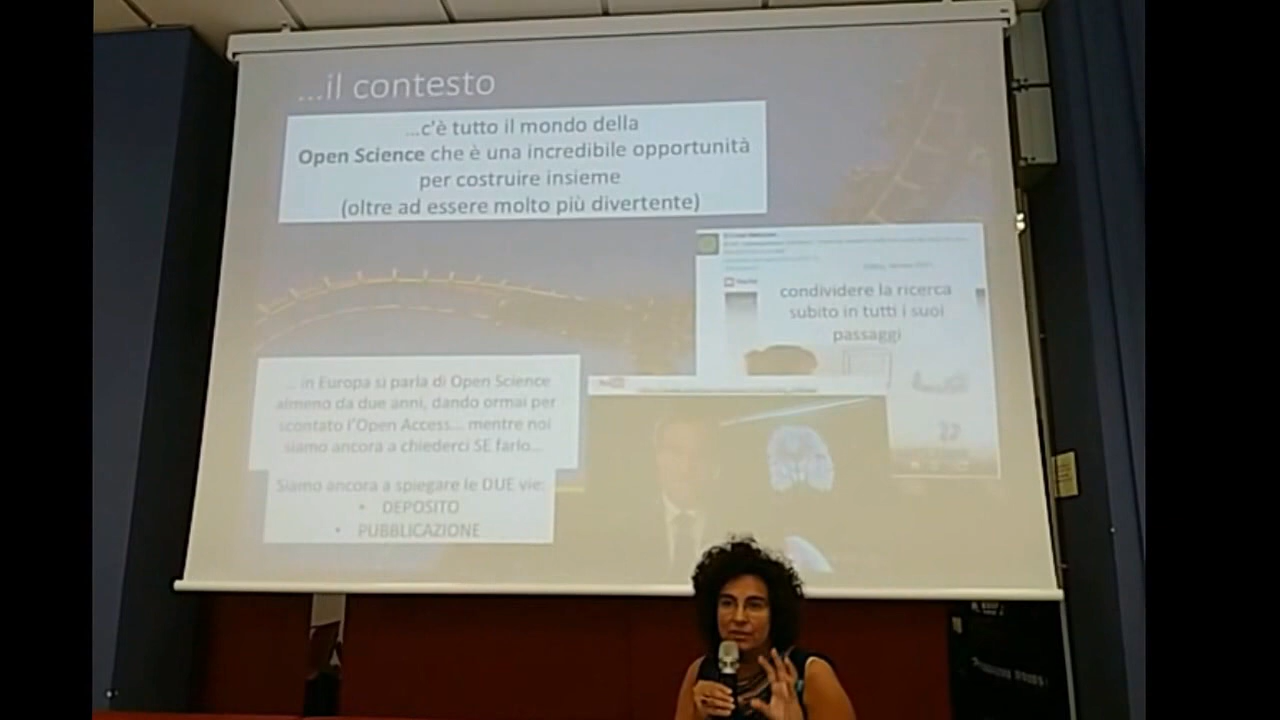 ...il contesto
...c'è tutto il mondo della
Open Science che è una incredibile opportunità
per costruire insieme
(oltre ad essere molto più divertente)
condividere la ricerca
subito in tutti i suoi
passaggi
... in Europa si parla di Open Science
almeno da due anni, dando ormai per
scontato l'Open Access... mentre noi
siamo ancora a chiederci SE farlo...
Siamo ancora a spiegare le DUE vie:
• DEPOSITO
• PUBBLICAZIONE